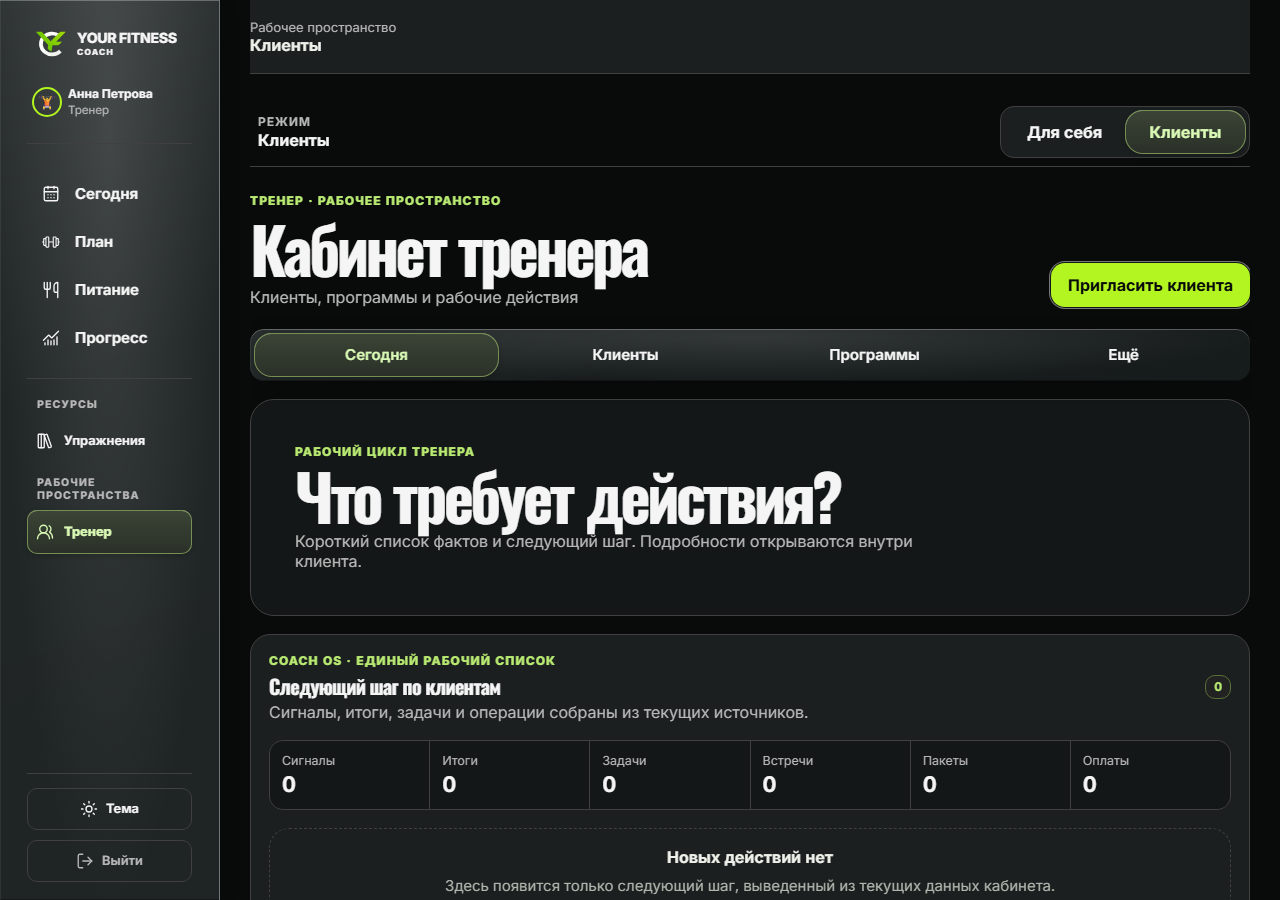 YOUR FITNESS
COACH
Анна Петрова
Тренер
Сегодня
План
Питание
Прогресс
РЕСУРСЫ
Упражнения
РАБОЧИЕ
ПРОСТРАНСТВА
Тренер
Тема
Выйти
Рабочее пространство
Клиенты
РЕЖИМ
Клиенты
Для себя
Клиенты
ТРЕНЕР · РАБОЧЕЕ ПРОСТРАНСТВО
Кабинет тренера
Клиенты, программы и рабочие действия
Пригласить клиента
Сегодня
Клиенты
Программы
Ещё
РАБОЧИЙ ЦИКЛ ТРЕНЕРА
Что требует действия?
Короткий список фактов и следующий шаг. Подробности открываются внутри
клиента.
COACH OS · ЕДИНЫЙ РАБОЧИЙ СПИСОК
Следующий шаг по клиентам
0
Сигналы, итоги, задачи и операции собраны из текущих источников.
Сигналы
0
Итоги
0
Задачи
0
Встречи
0
Пакеты
0
Оплаты
0
Новых действий нет
Здесь появится только следующий шаг, выведенный из текущих данных кабинета.